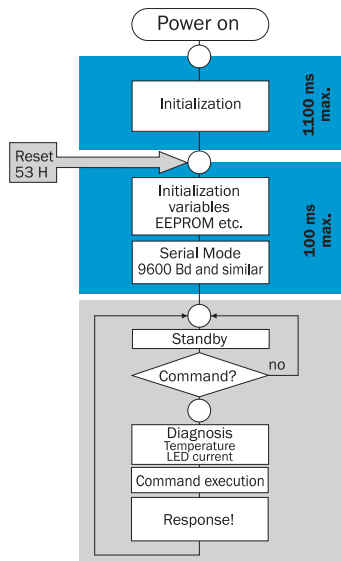 Power on
Initialization
1100 ms
max.
Reset
53 H
Initialization
variables
EEPROM etc.
Serial Mode
9600 Bd and similar
100 ms
max.
Standby
Command?
no
Diagnosis
Temperature
LED current
Command execution
Response!